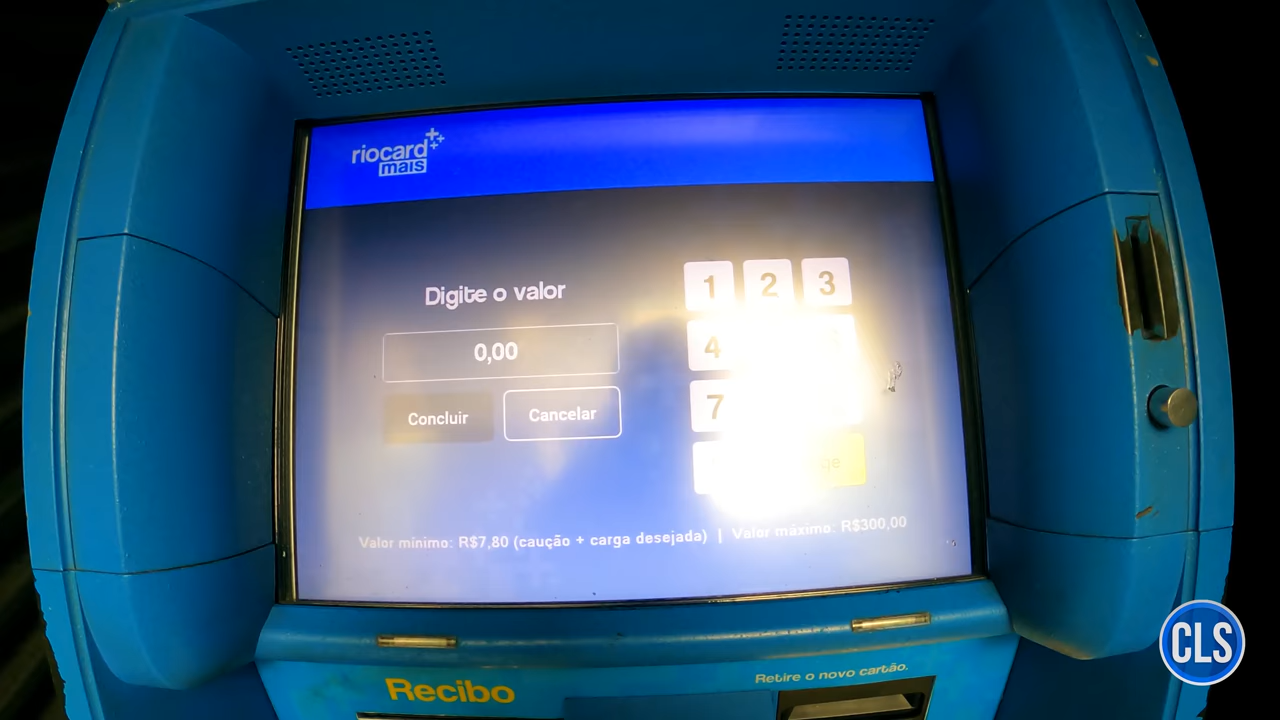 riocard
mais
Digite o valor
0,00
Concluir
Cancelar
1 2 3
4
7
Valor mínimo: R$7,80 (caução + carga desejada) | Valor máximo: R$300,00
Recibo
Retire o novo cartão.
CLS